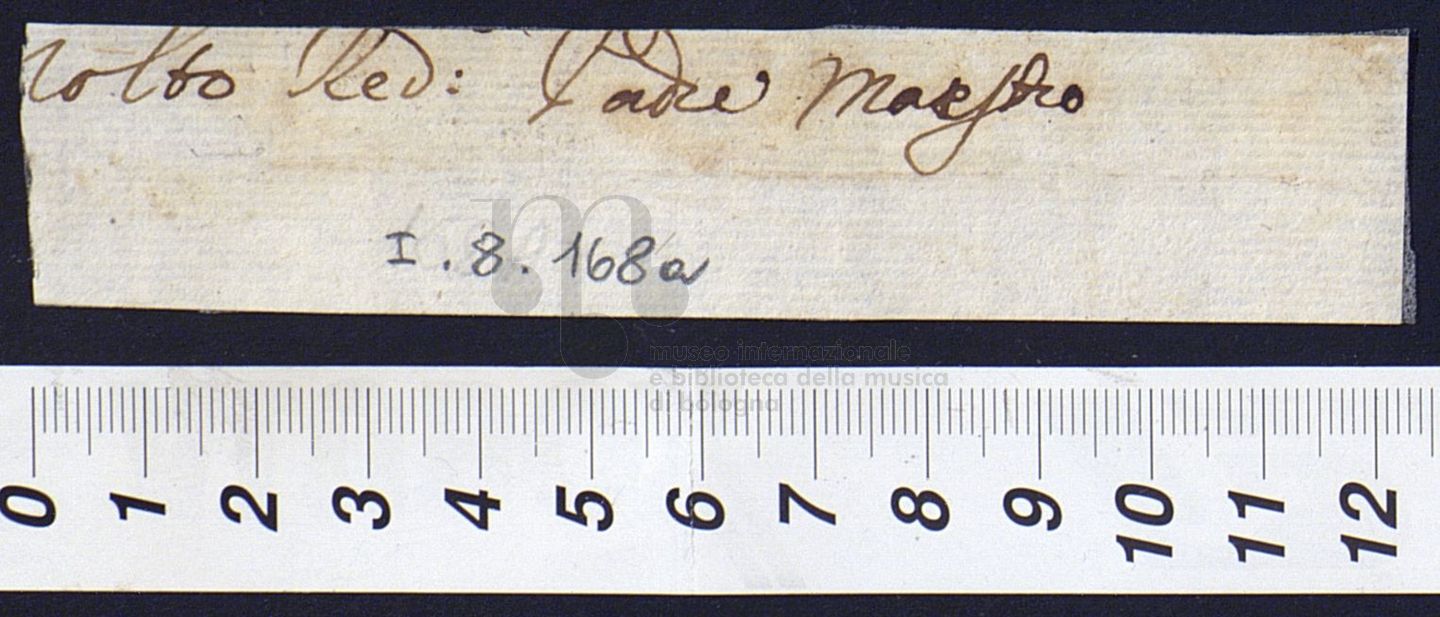 olto Red: Padre Maestro
I. 8. 168a
museo internazionale
e biblioteca della musica
di bologna
0 1 2 3 4 5 6 7 8 9 10 11 12